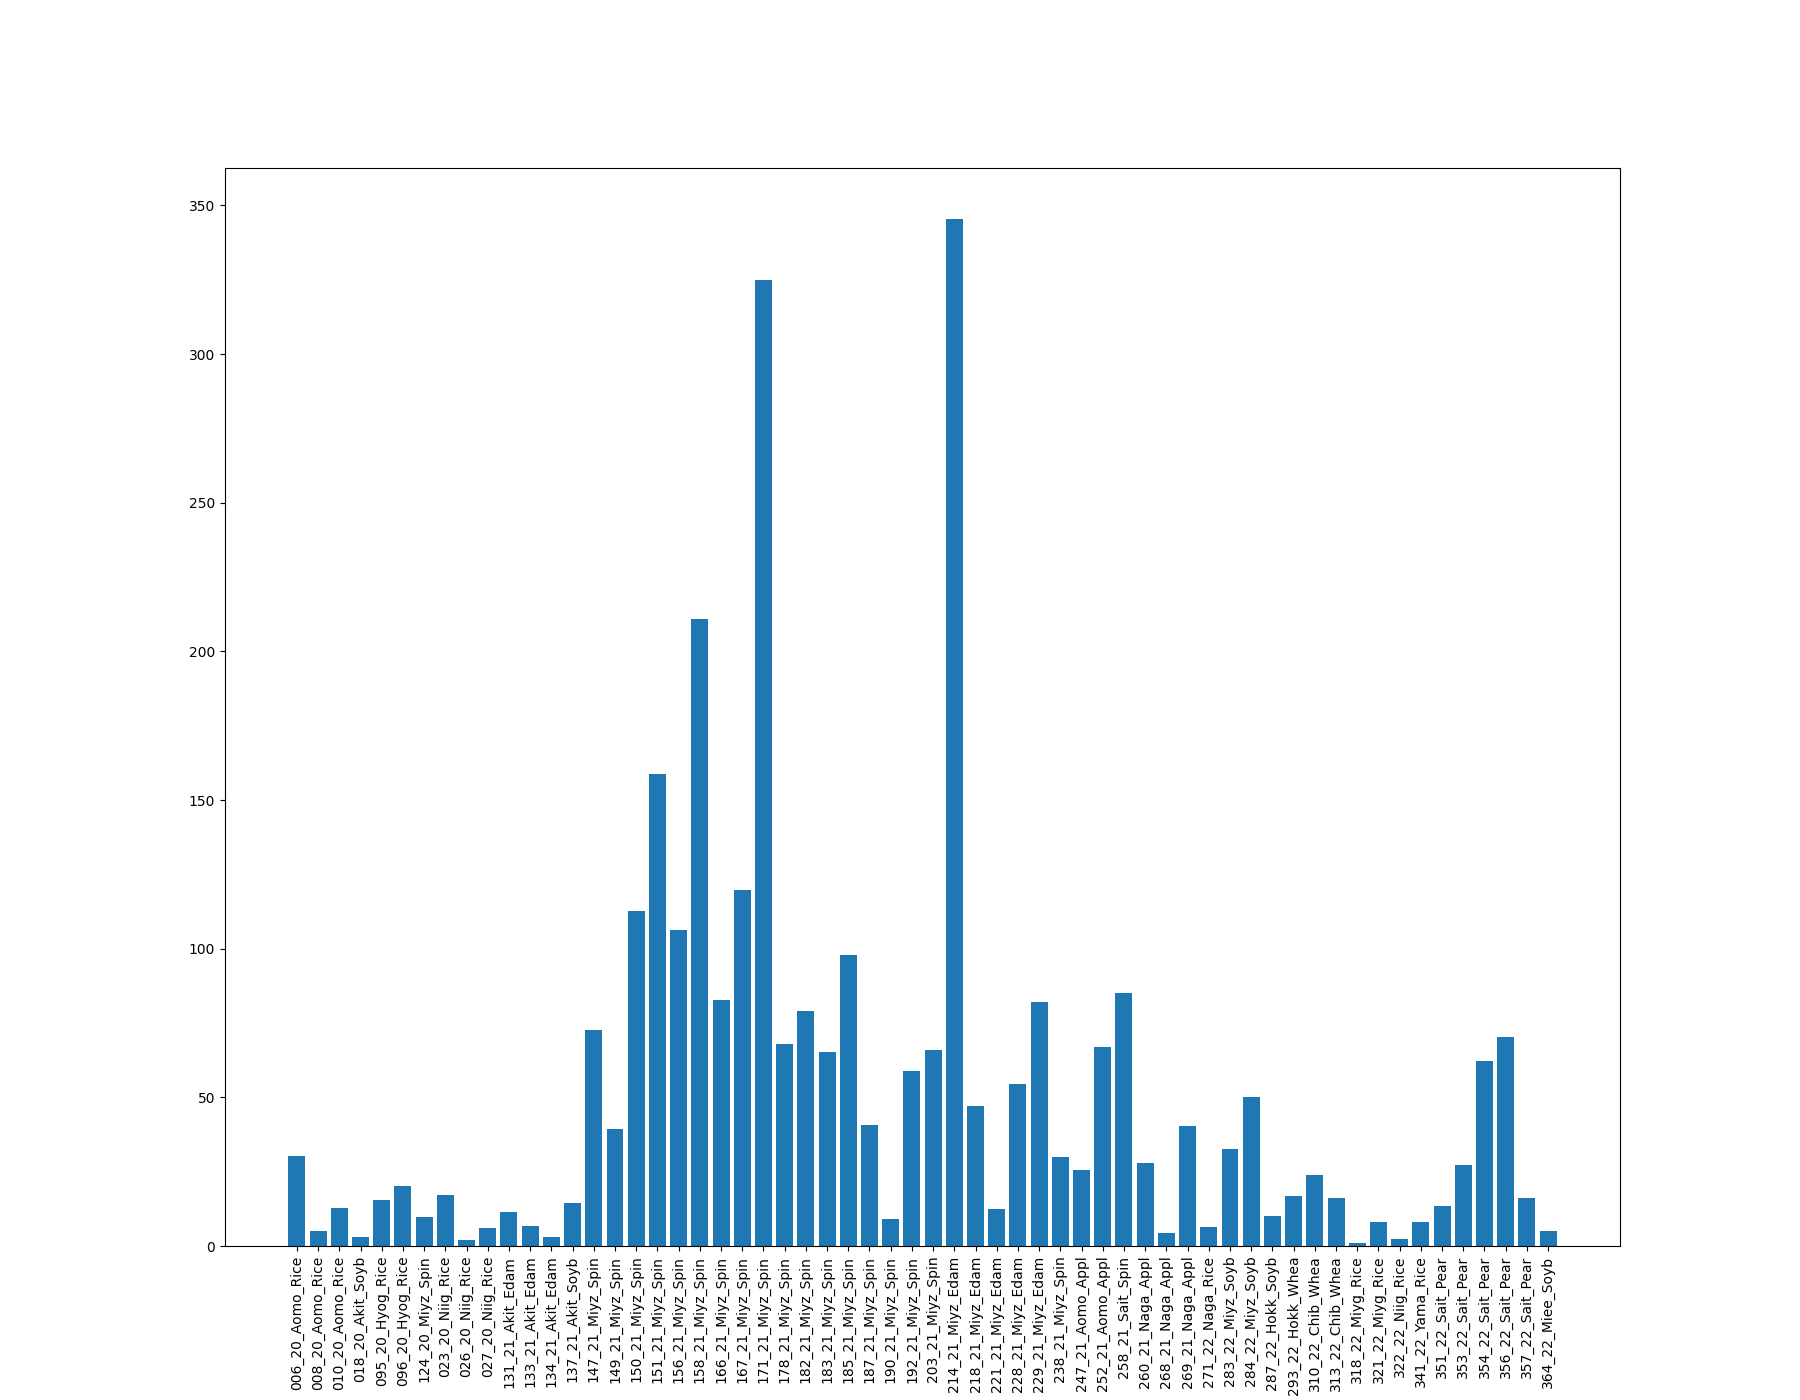 350
300
250
200
150
100
50
0
006_20_Aomo_Rice
008_20_Aomo_Rice
010_20_Aomo_Rice
018_20_Akit_Soyb
095_20_Hyog_Rice
096_20_Hyog_Rice
124_20_Miyz_Spin
023_20_Niig_Rice
026_20_Niig_Rice
027_20_Niig_Rice
131_21_Akit_Edam
133_21_Akit_Edam
134_21_Akit_Edam
137_21_Akit_Soyb
147_21_Miyz_Spin
149_21_Miyz_Spin
150_21_Miyz_Spin
151_21_Miyz_Spin
156_21_Miyz_Spin
158_21_Miyz_Spin
166_21_Miyz_Spin
167_21_Miyz_Spin
171_21_Miyz_Spin
178_21_Miyz_Spin
182_21_Miyz_Spin
183_21_Miyz_Spin
185_21_Miyz_Spin
187_21_Miyz_Spin
190_21_Miyz_Spin
192_21_Miyz_Spin
203_21_Miyz_Spin
214_21_Miyz_Edam
218_21_Miyz_Edam
221_21_Miyz_Edam
228_21_Miyz_Edam
229_21_Miyz_Edam
238_21_Miyz_Spin
247_21_Aomo_Appl
252_21_Aomo_Appl
258_21_Sait_Spin
260_21_Naga_Appl
268_21_Naga_Appl
269_21_Naga_Appl
271_22_Naga_Rice
283_22_Miyz_Soyb
284_22_Miyz_Soyb
287_22_Hokk_Soyb
293_22_Hokk_Whea
310_22_Chib_Whea
313_22_Chib_Whea
318_22_Miyg_Rice
321_22_Miyg_Rice
322_22_Niig_Rice
341_22_Yama_Rice
351_22_Sait_Pear
353_22_Sait_Pear
354_22_Sait_Pear
356_22_Sait_Pear
357_22_Sait_Pear
364_22_Miee_Soyb